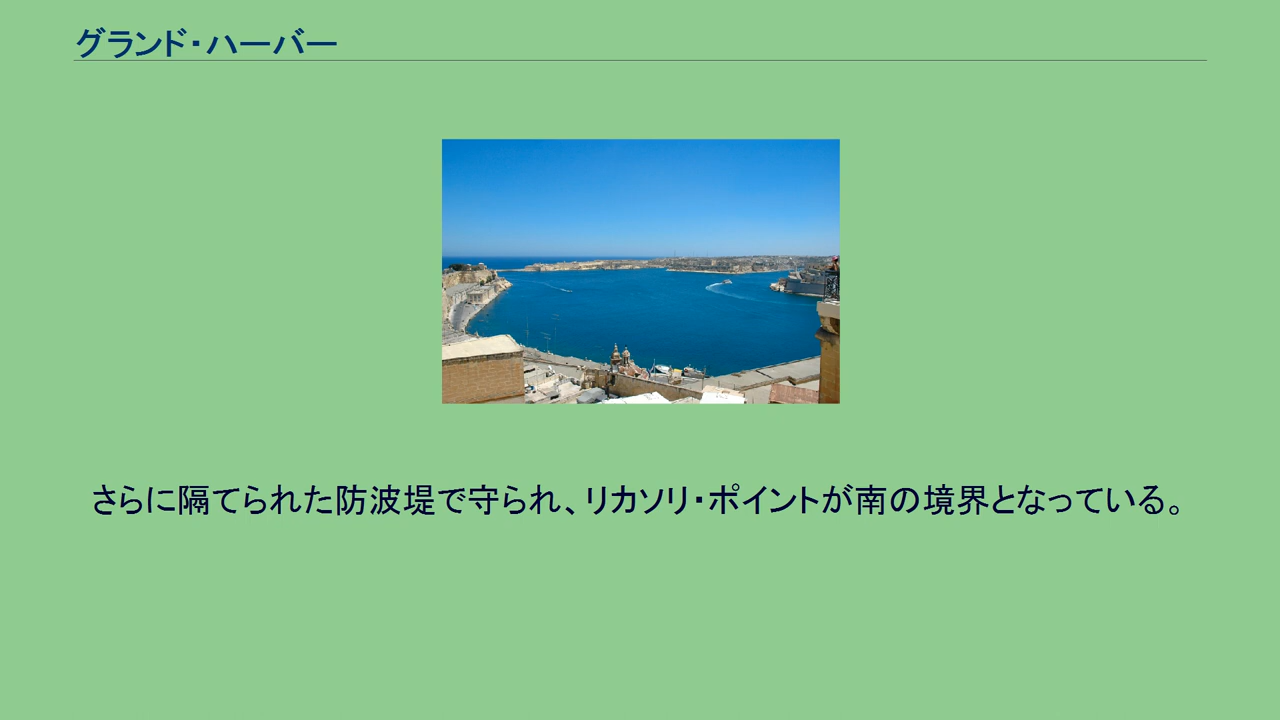 グランド・ハーバー
さらに隔てられた防波堤で守られ、リカソリ・ポイントが南の境界となっている。